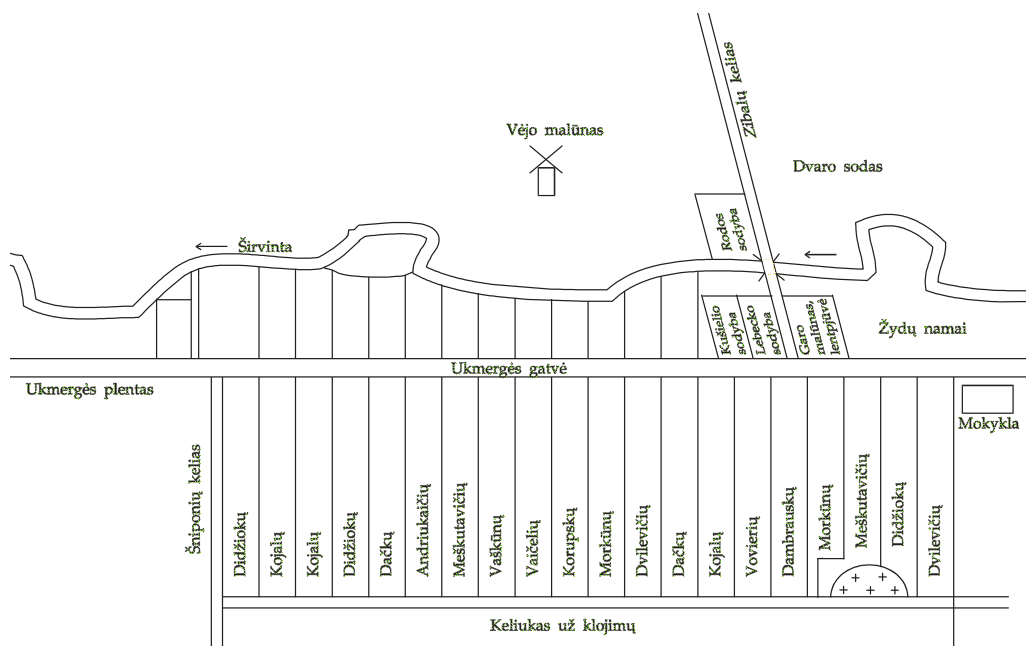 Zibalų kelias
Vėjo malūnas
Dvaro sodas
Rodos
sodyba
Širvinta
Kušielio
sodyba
Lebecko
sodyba
Garo
malūnas,
lentpjūvė
Žydų namai
Ukmergės gatvė
Ukmergės plentas
Mokykla
Šniponių kelias
Didžiokų
Kojalų
Kojalų
Didžiokų
Dačkų
Andriukaičių
Meškutavičių
Vaškūnų
Vaičelių
Korupskų
Morkūnų
Dvilevičių
Dačkų
Kojalų
Vovierių
Dambrauskų
Morkūnų
Meškutavičių
Didžiokų
Dvilevičių
Keliukas už klojimų